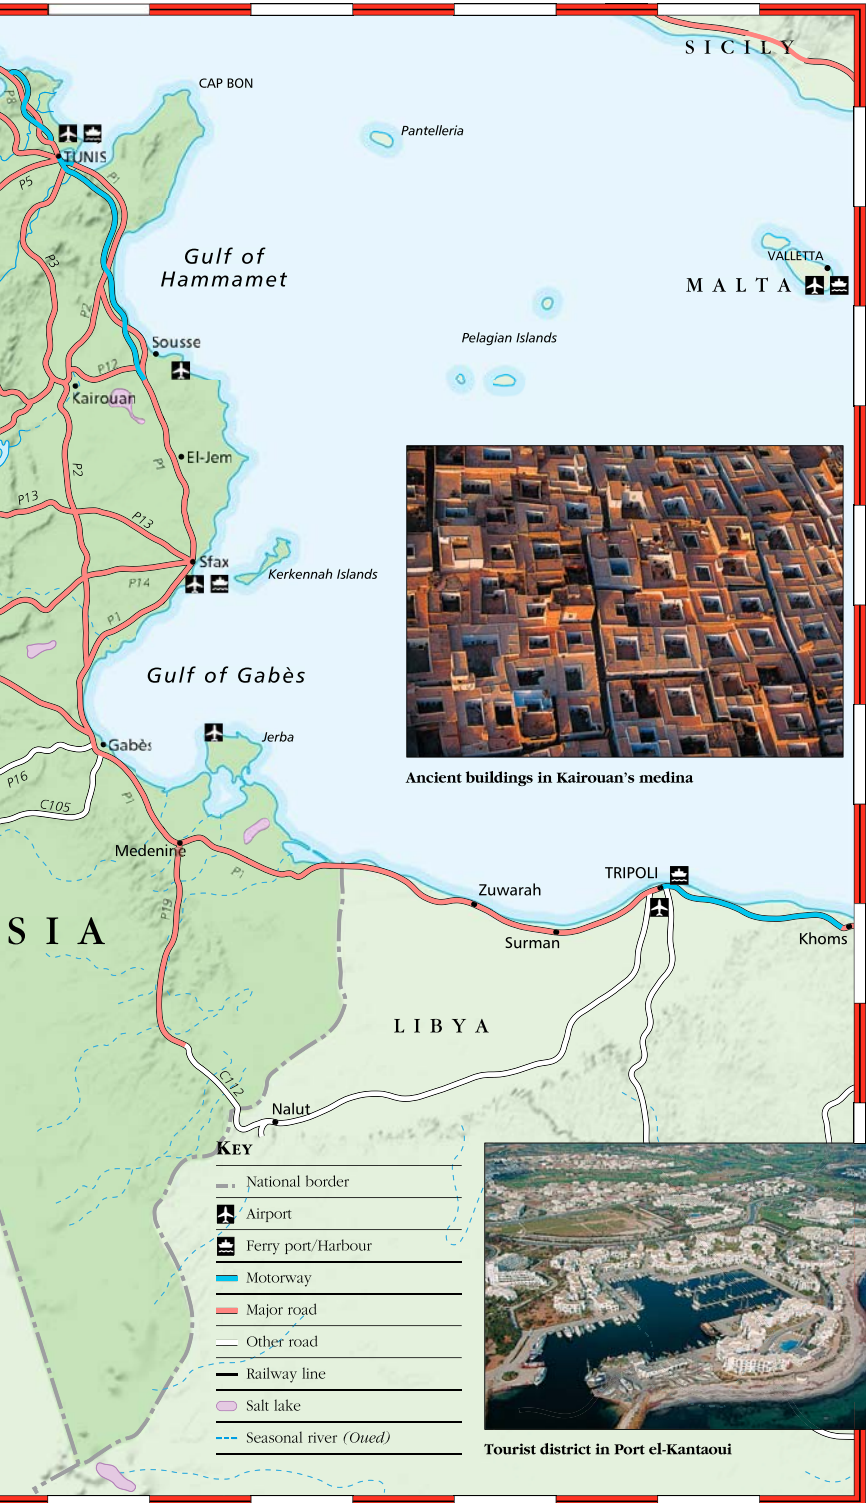 SICILY
CAP BON
P8
Pantelleria
TUNIS
P5
P1
P3
Gulf of
Hammamet
VALLETTA
MALTA
P2
Sousse
Pelagian Islands
P12
Kairouan
P1
El-Jem
P2
P13
P13
Sfax
Kerkennah Islands
P14
P1
Gulf of Gabès
Jerba
Gabès
Ancient buildings in Kairouan's medina
P16
P1
C105
Medenine
P1
TRIPOLI
Zuwarah
P19
SIA
Surman
Khoms
LIBYA
C112
Nalut
KEY
National border
Airport
Ferry port/Harbour
Motorway
Major road
Other road
Railway line
Salt lake
Seasonal river (Oued)
Tourist district in Port el-Kantaoui